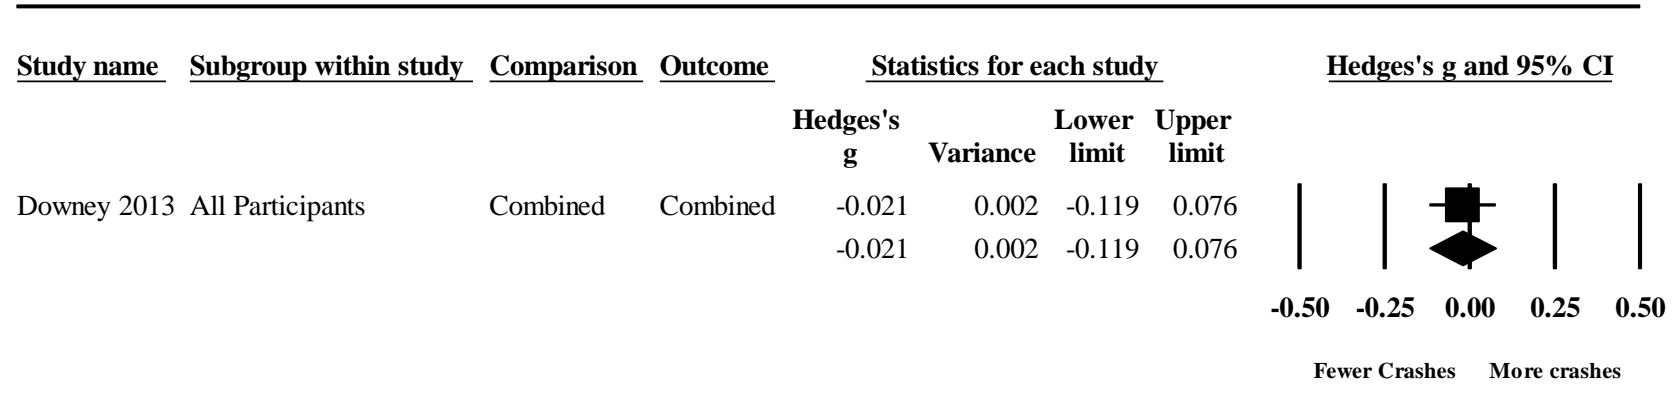 Study name Subgroup within study Comparison Outcome Statistics for each study Hedges's g and 95% CI
Hedges's Lower Upper
g Variance limit limit
Downey 2013 All Participants Combined Combined -0.021 0.002 -0.119 0.076
-0.021 0.002 -0.119 0.076
-0.50 -0.25 0.00 0.25 0.50
Fewer Crashes More crashes